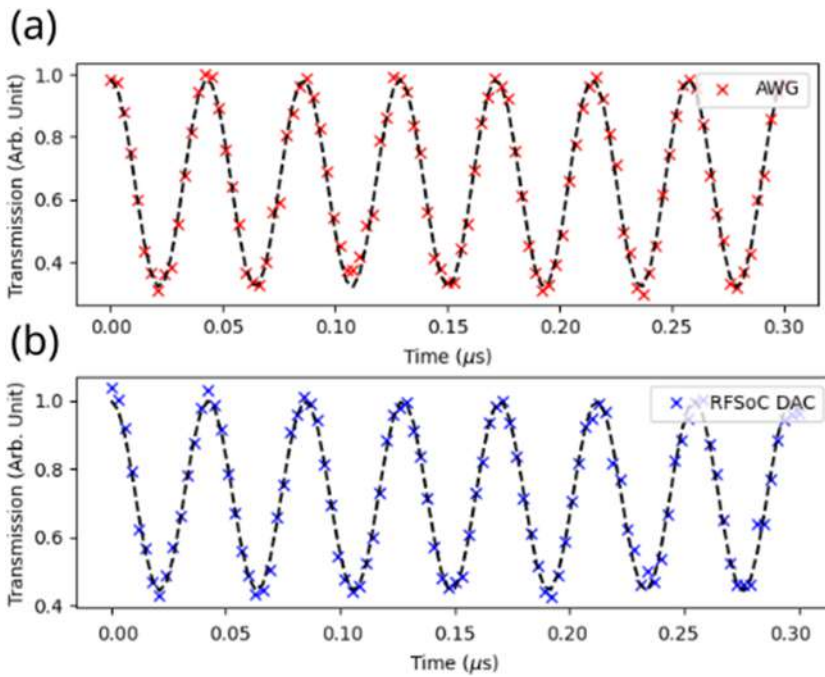 (a)
1.0
0.8
0.6
0.4
Transmission (Arb. Unit)
AWG
0.00 0.05 0.10 0.15 0.20 0.25 0.30
Time (μs)
(b)
1.0
0.8
0.6
0.4
Transmission (Arb. Unit)
RFSoC DAC
0.00 0.05 0.10 0.15 0.20 0.25 0.30
Time (μs)